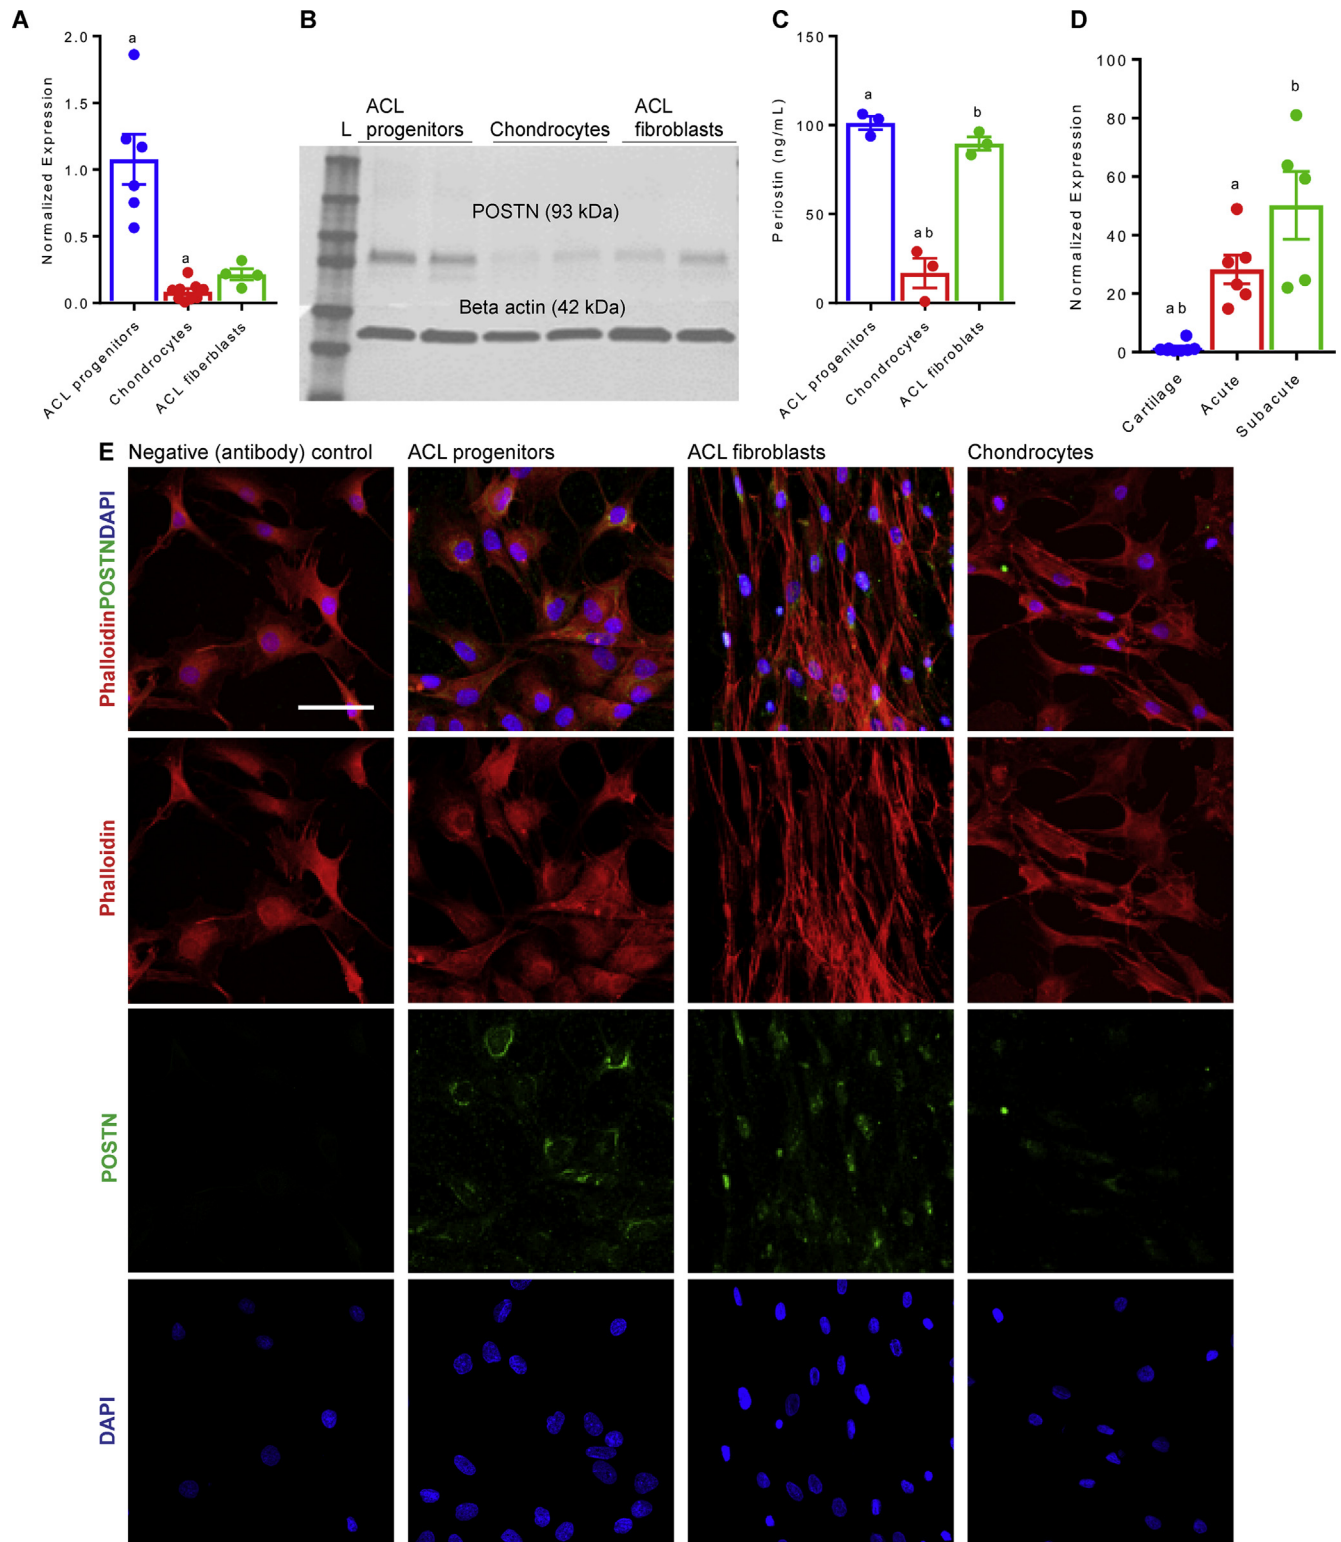 A
Normalized Expression
2.0
1.5
1.0
0.5
0.0
a
a
ACL progenitors
Chondrocytes
ACL fiberblasts
B
L
ACL
progenitors
Chondrocytes
ACL
fibroblasts
POSTN (93 kDa)
Beta actin (42 kDa)
C
Periostin (ng/mL)
150
100
50
0
a
a b
b
ACL progenitors
Chondrocytes
ACL fibroblats
D
Normalized Expression
100
80
60
40
20
0
a b
a
b
Cartilage
Acute
Subacute
E
Negative (antibody) control
ACL progenitors
ACL fibroblasts
Chondrocytes
PhalloidinPOSTNDAPI
Phalloidin
POSTN
DAPI